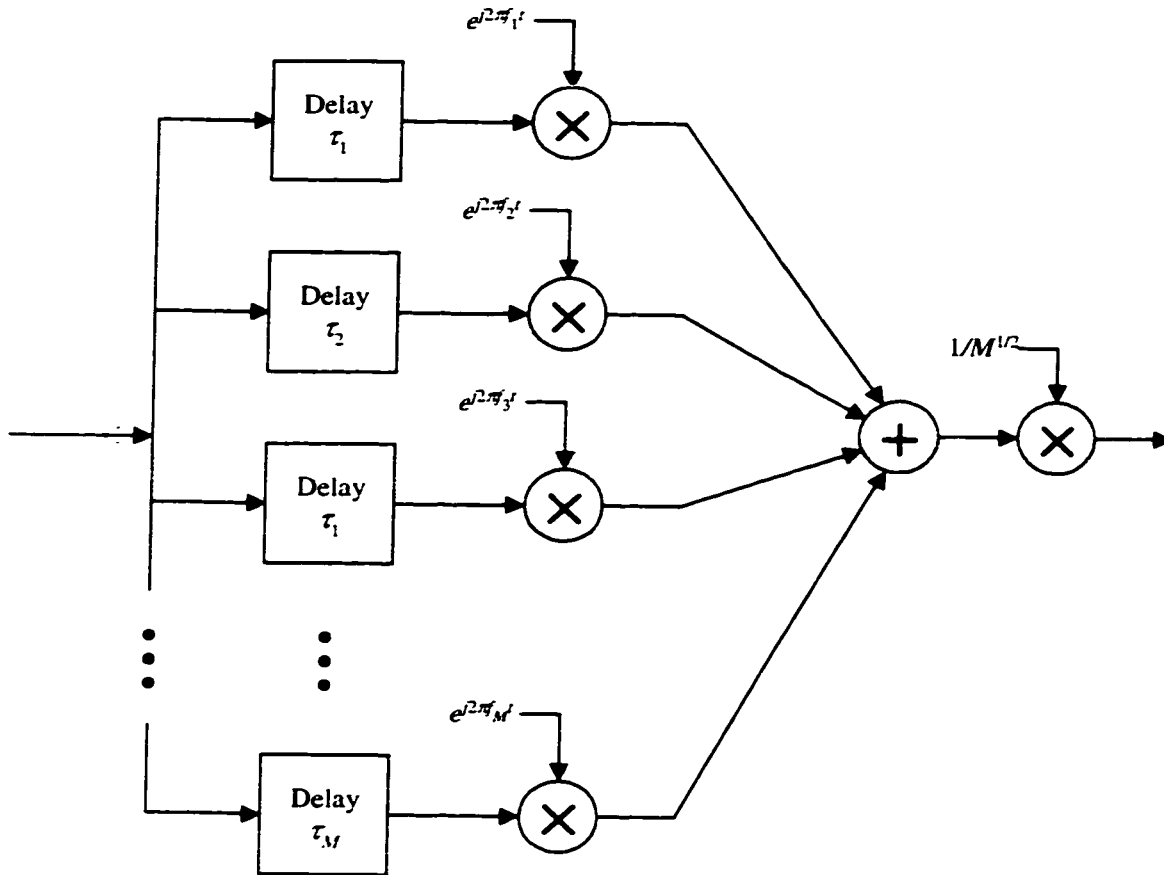 e^{j2πf_1t}
Delay
τ_1
e^{j2πf_2t}
Delay
τ_2
1/M^{1/2}
e^{j2πf_3t}
Delay
τ_1
e^{j2πf_Mt}
Delay
τ_M